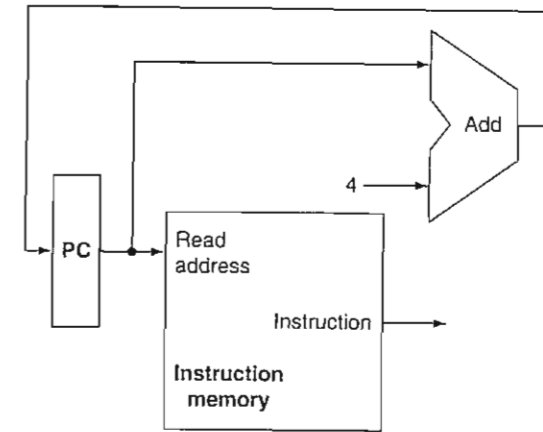 Add
4
PC
Read
address
Instruction
Instruction
memory